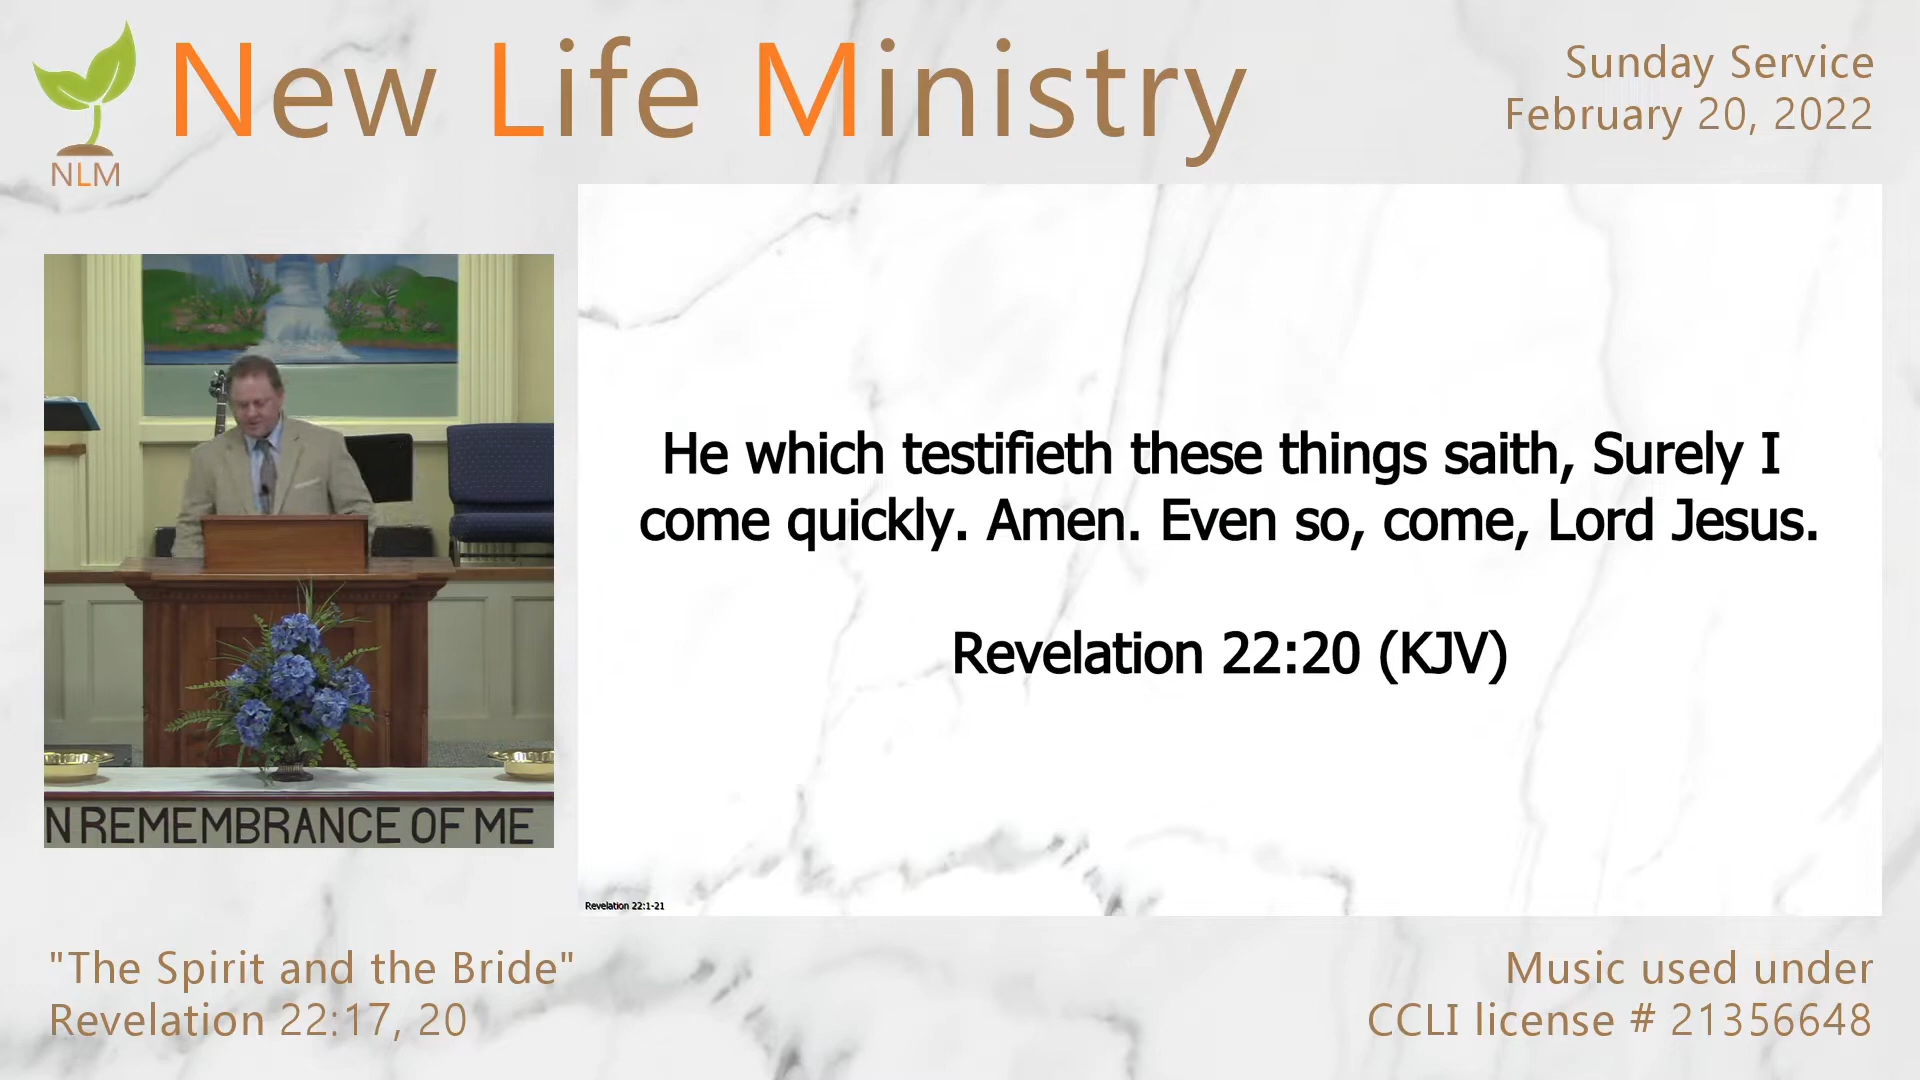 New Life Ministry
NLM
Sunday Service
February 20, 2022
He which testifieth these things saith, Surely I
come quickly. Amen. Even so, come, Lord Jesus.
Revelation 22:20 (KJV)
N REMEMBRANCE OF ME
Revelation 22:1-21
"The Spirit and the Bride"
Revelation 22:17, 20
Music used under
CCLI license # 21356648